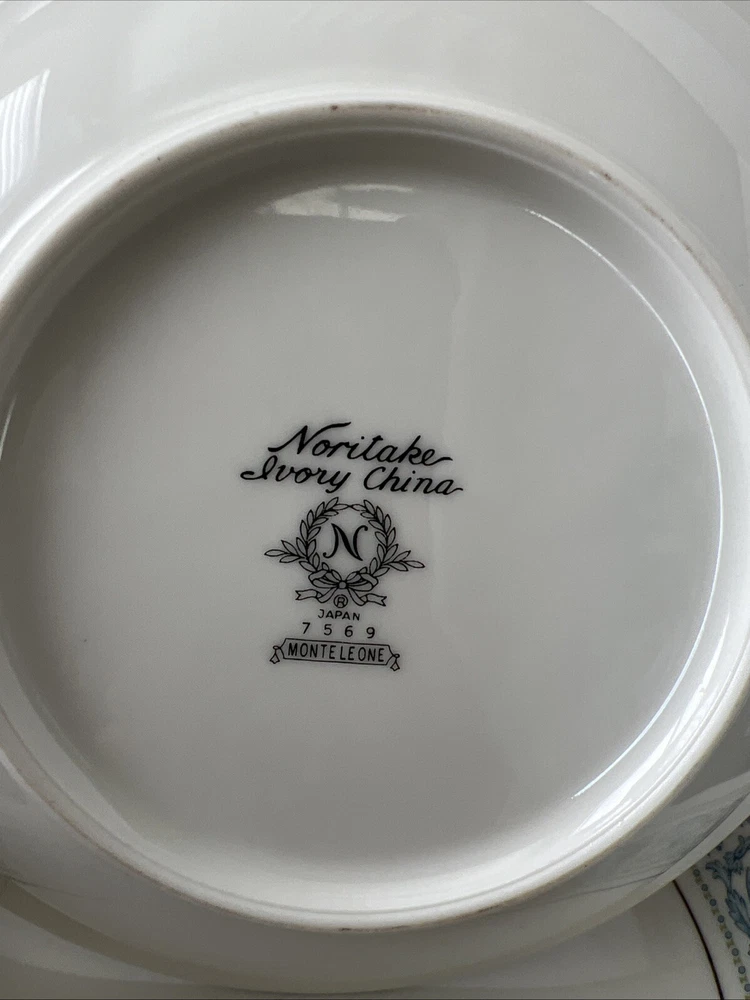 Noritake
Ivory China
N
®
JAPAN
7569
MONTELEONE